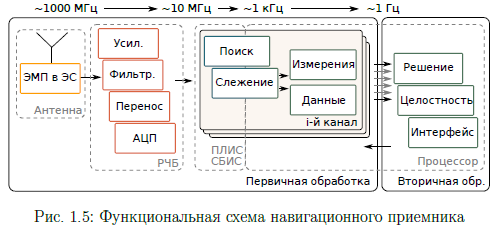 ~1000 МГц ~10 МГц ~1 кГц ~1 Гц
Усил.
ЭМП в ЭС
Фильтр.
Перенос
АЦП
Антенна
РЧБ
Поиск
Слежение
Измерения
Данные
i-й канал
ПЛИС
СБИС
Решение
Целостность
Интерфейс
Процессор
Первичная обработка
Вторичная обр.
Рис. 1.5: Функциональная схема навигационного приемника